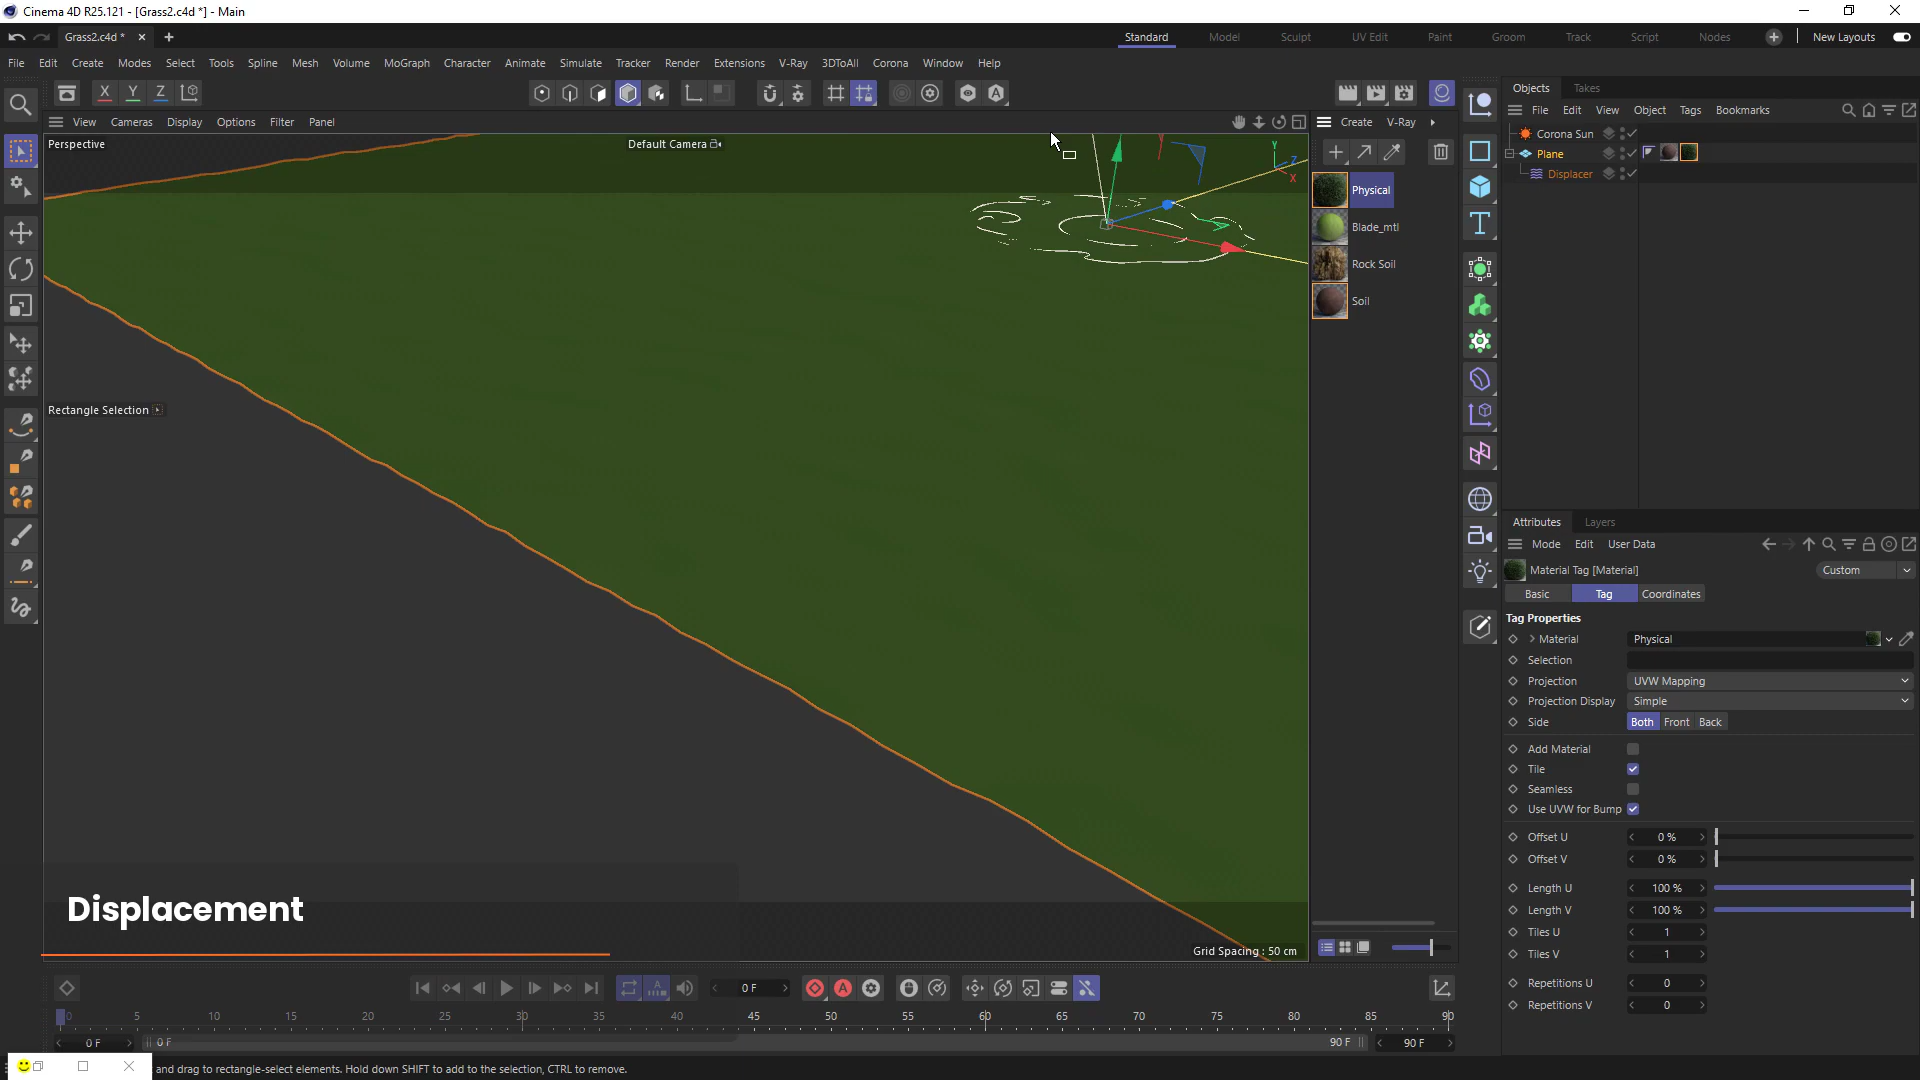 Cinema 4D R25.121 - [Grass2.c4d *] - Main
Grass2.c4d *
Standard
Model
Sculpt
UV Edit
Paint
Groom
Track
Script
Nodes
New Layouts
File Edit Create Modes Select Tools Spline Mesh Volume MoGraph Character Animate Simulate Tracker Render Extensions V-Ray 3DToAll Corona Window Help
X Y Z
View Cameras Display Options Filter Panel
Perspective
Default Camera
Y
Z
X
Rectangle Selection
Displacement
Grid Spacing : 50 cm
Create V-Ray
Physical
Blade_mtl
Rock Soil
Soil
Objects Takes
File Edit View Object Tags Bookmarks
Corona Sun
Plane
Displacer
Attributes Layers
Mode Edit User Data
Material Tag [Material]
Custom
Basic Tag Coordinates
Tag Properties
Material Physical
Selection
Projection UVW Mapping
Projection Display Simple
Side Both Front Back
Add Material
Tile
Seamless
Use UVW for Bump
Offset U 0 %
Offset V 0 %
Length U 100 %
Length V 100 %
Tiles U 1
Tiles V 1
Repetitions U 0
Repetitions V 0
0 F
0 5 10 15 20 25 30 35 40 45 50 55 60 65 70 75 80 85 90
0 F 0 F 90 F 90 F
and drag to rectangle-select elements. Hold down SHIFT to add to the selection, CTRL to remove.